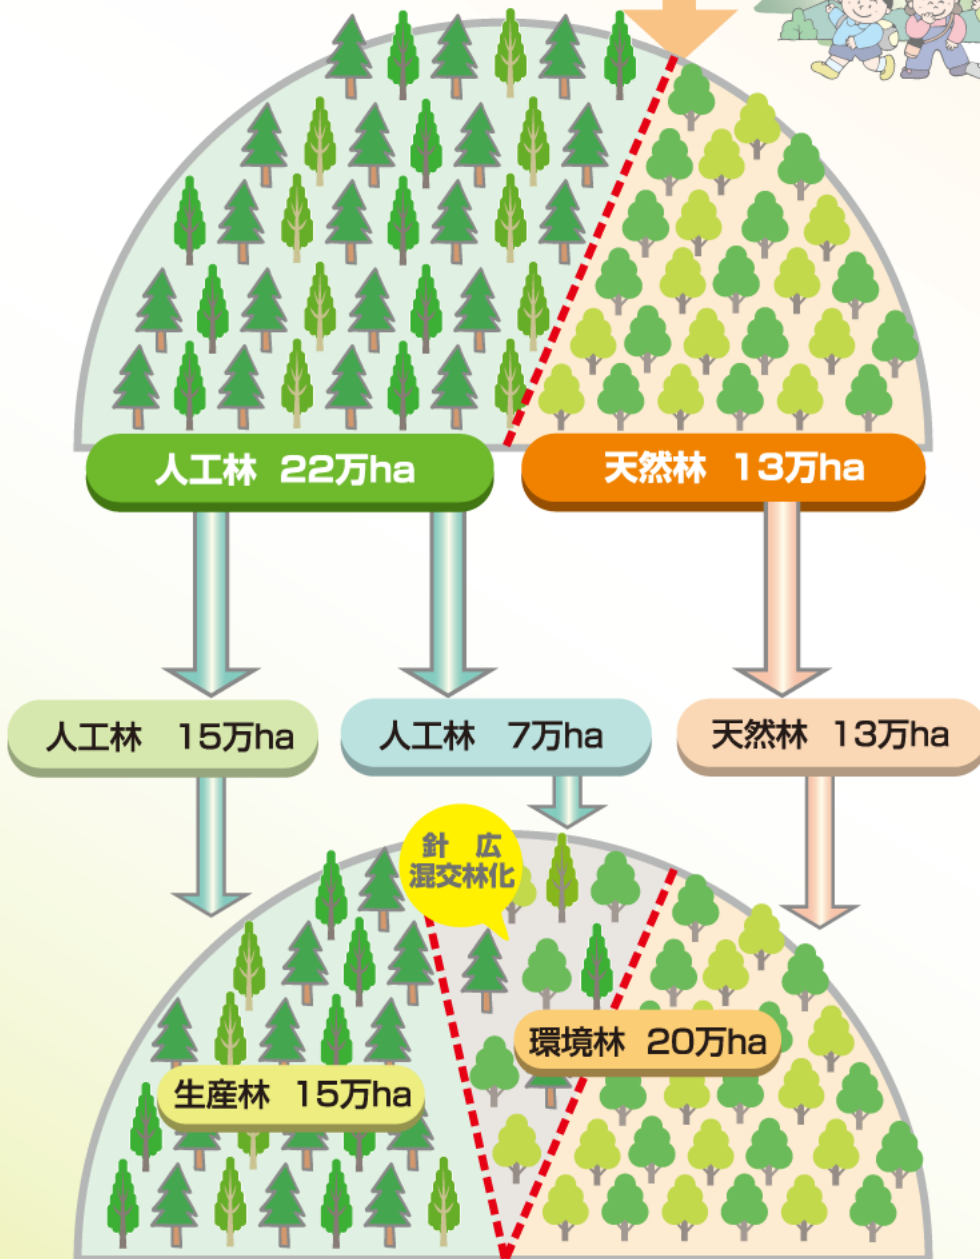 人工林 22万ha
天然林 13万ha
人工林 15万ha
人工林 7万ha
天然林 13万ha
針 広
混交林化
環境林 20万ha
生産林 15万ha